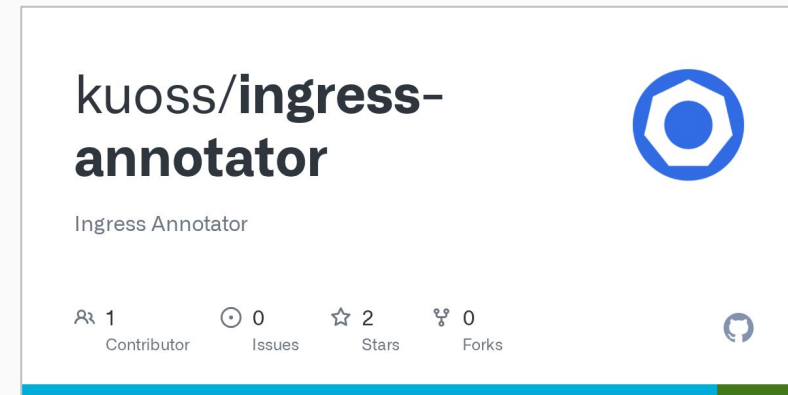 kuoss/ingress-
annotator
Ingress Annotator
1 0 2 0
Contributor Issues Stars Forks